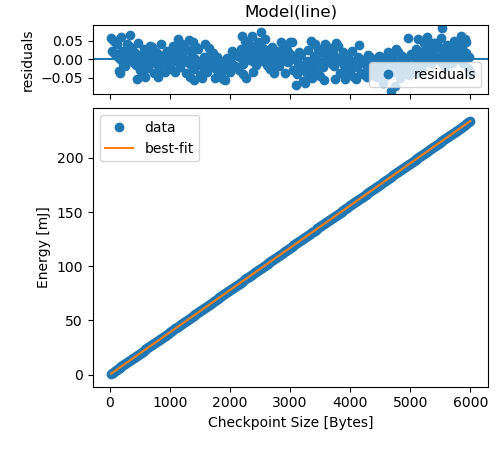 Model(line)
residuals
0.05
0.00
−0.05
residuals
data
best-fit
Energy [mJ]
200
150
100
50
0
0 1000 2000 3000 4000 5000 6000
Checkpoint Size [Bytes]